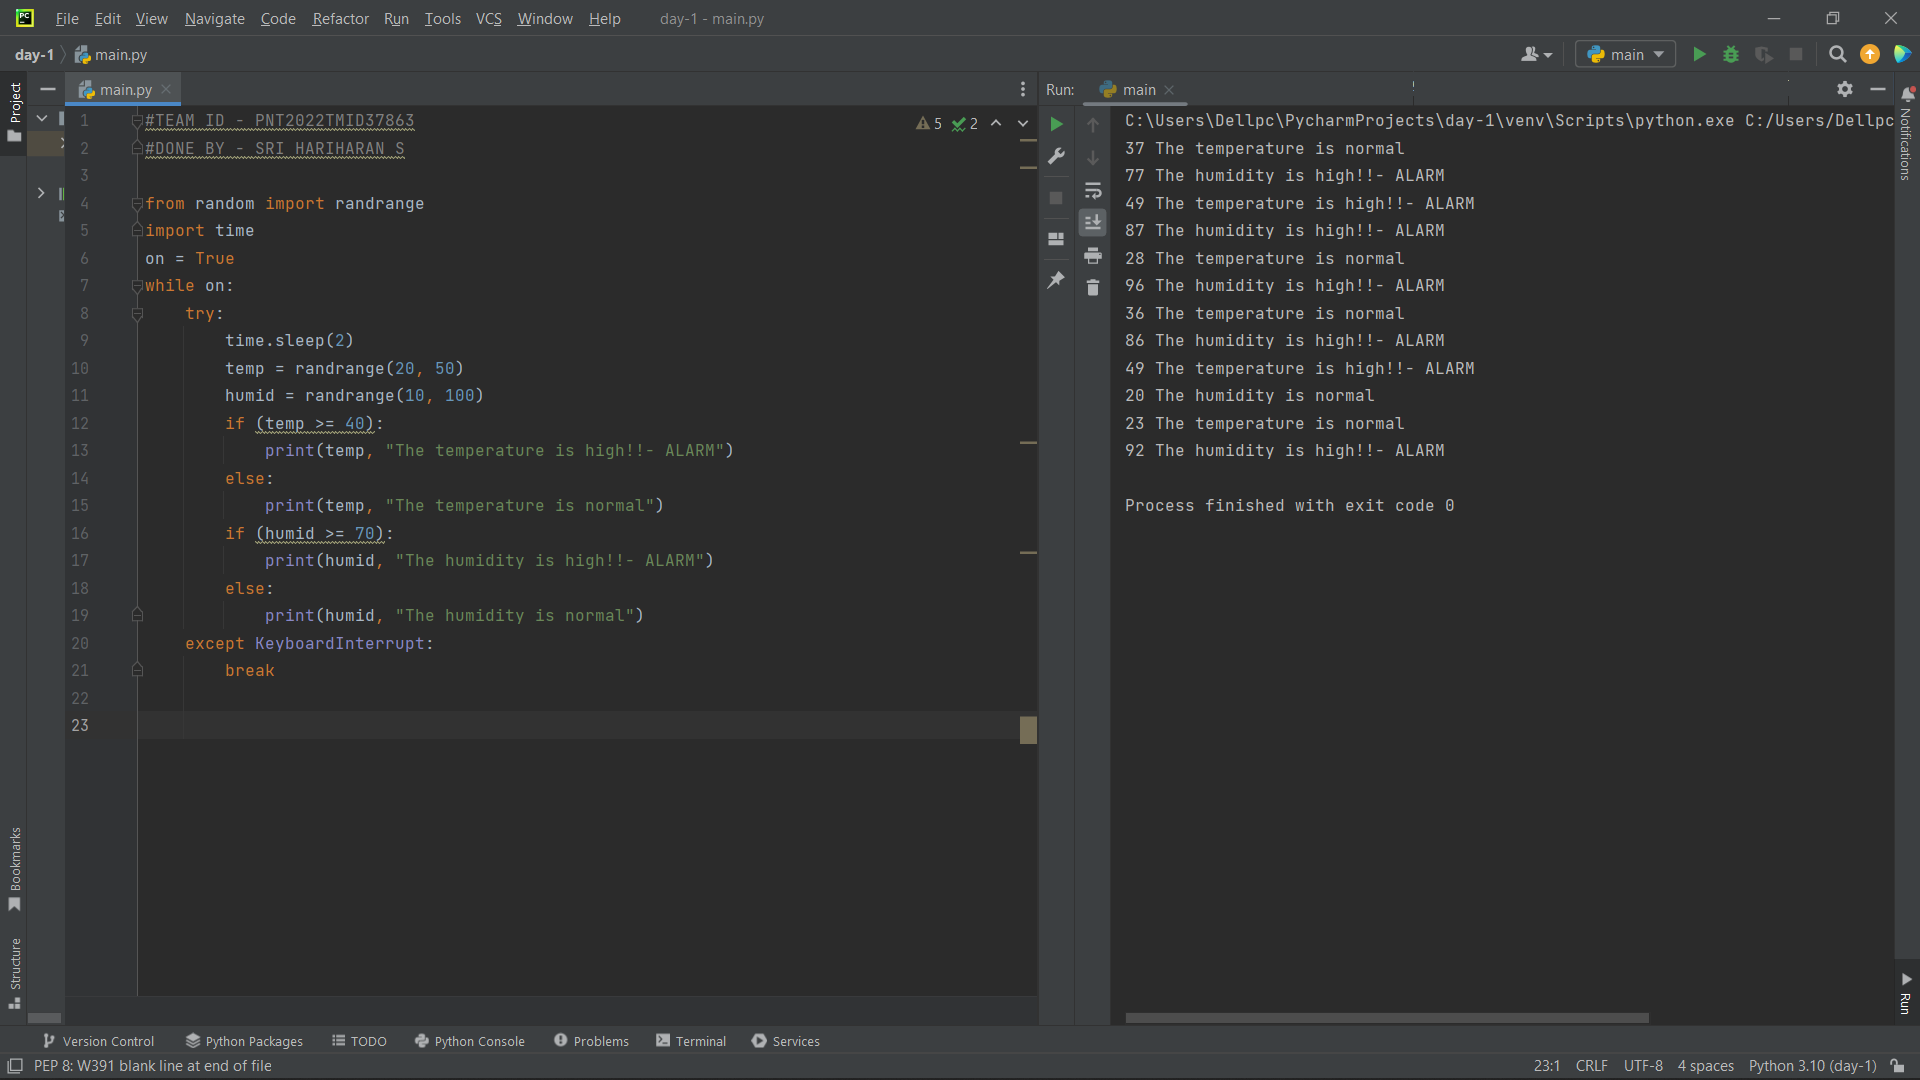 File Edit View Navigate Code Refactor Run Tools VCS Window Help day-1 - main.py
day-1 main.py
main
Project
main.py
Run: main
Notifications
5 2
1 #TEAM ID - PNT2022TMID37863
2 #DONE BY - SRI HARIHARAN S
3
4 from random import randrange
5 import time
6 on = True
7 while on:
8 try:
9 time.sleep(2)
10 temp = randrange(20, 50)
11 humid = randrange(10, 100)
12 if (temp >= 40):
13 print(temp, "The temperature is high!!- ALARM")
14 else:
15 print(temp, "The temperature is normal")
16 if (humid >= 70):
17 print(humid, "The humidity is high!!- ALARM")
18 else:
19 print(humid, "The humidity is normal")
20 except KeyboardInterrupt:
21 break
22
23
C:\Users\Dellpc\PycharmProjects\day-1\venv\Scripts\python.exe C:/Users/Dellpc
37 The temperature is normal
77 The humidity is high!!- ALARM
49 The temperature is high!!- ALARM
87 The humidity is high!!- ALARM
28 The temperature is normal
96 The humidity is high!!- ALARM
36 The temperature is normal
86 The humidity is high!!- ALARM
49 The temperature is high!!- ALARM
20 The humidity is normal
23 The temperature is normal
92 The humidity is high!!- ALARM
Process finished with exit code 0
Bookmarks
Structure
Run
Version Control Python Packages TODO Python Console Problems Terminal Services
PEP 8: W391 blank line at end of file 23:1 CRLF UTF-8 4 spaces Python 3.10 (day-1)